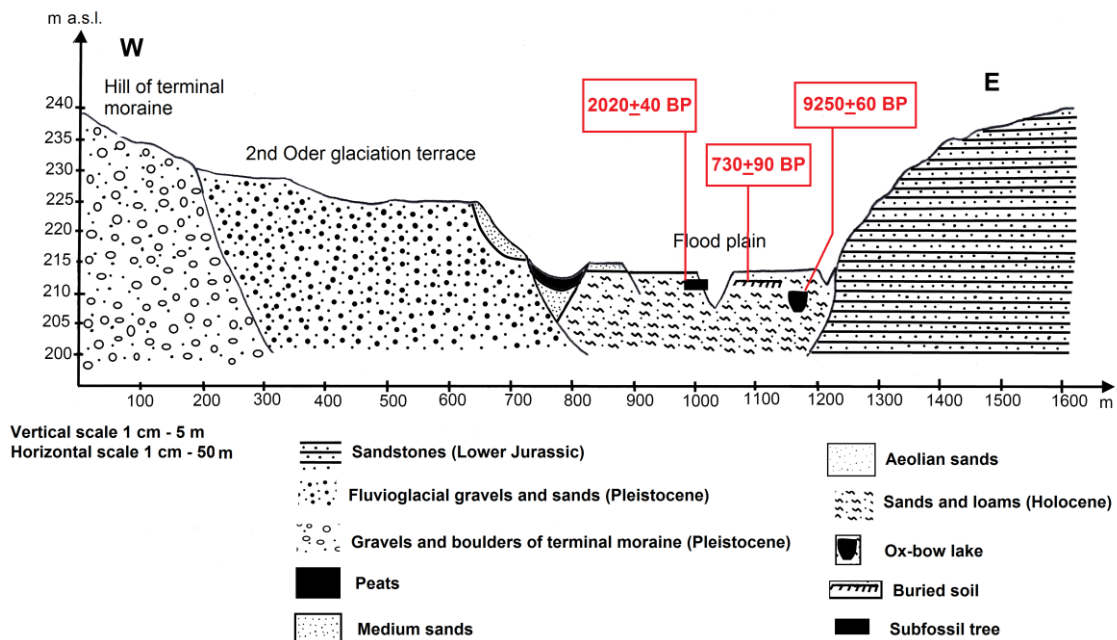 m a.s.l.
W
E
Hill of terminal
moraine
2nd Oder glaciation terrace
2020±40 BP
9250±60 BP
730±90 BP
Flood plain
240
235
230
225
220
215
210
205
200
100 200 300 400 500 600 700 800 900 1000 1100 1250 1300 1400 1500 1600 m
Vertical scale 1 cm - 5 m
Horizontal scale 1 cm - 50 m
Sandstones (Lower Jurassic)
Fluvioglacial gravels and sands (Pleistocene)
Gravels and boulders of terminal moraine (Pleistocene)
Peats
Medium sands
Aeolian sands
Sands and loams (Holocene)
Ox-bow lake
Buried soil
Subfossil tree